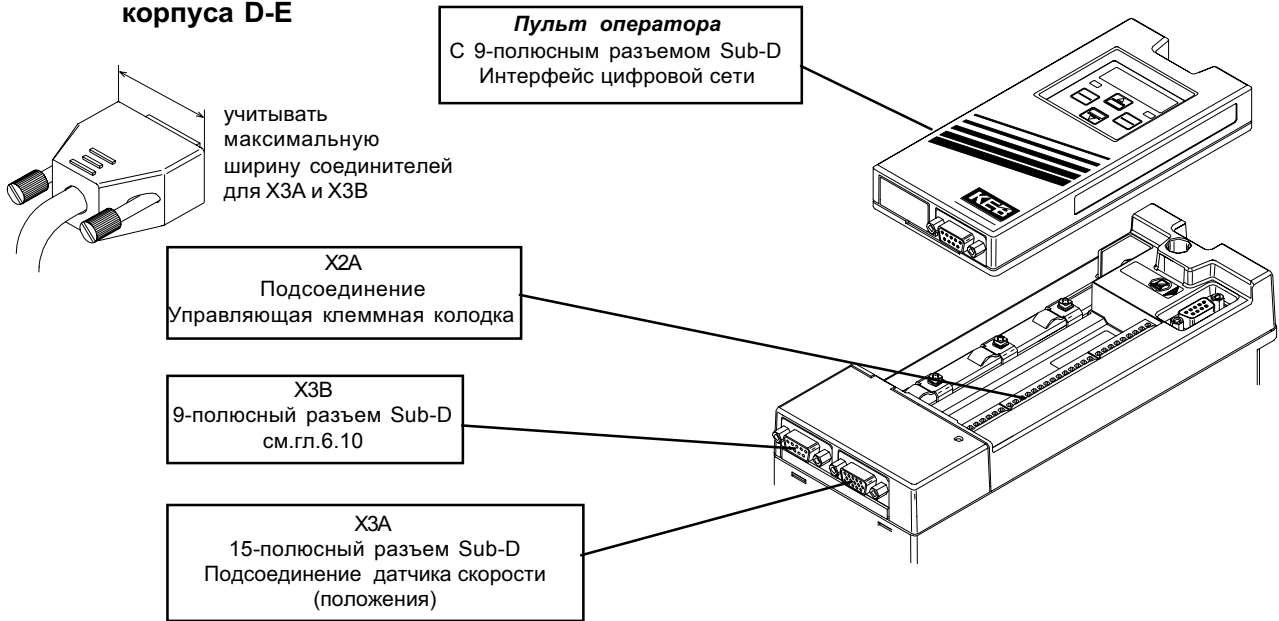 корпуса D-E
Пульт оператора
С 9-полюсным разъемом Sub-D
Интерфейс цифровой сети
учитывать
максимальную
ширину соединителей
для X3A и X3B
KEB
X2A
Подсоединение
Управляющая клеммная колодка
X3B
9-полюсный разъем Sub-D
см.гл.6.10
X3A
15-полюсный разъем Sub-D
Подсоединение датчика скорости
(положения)